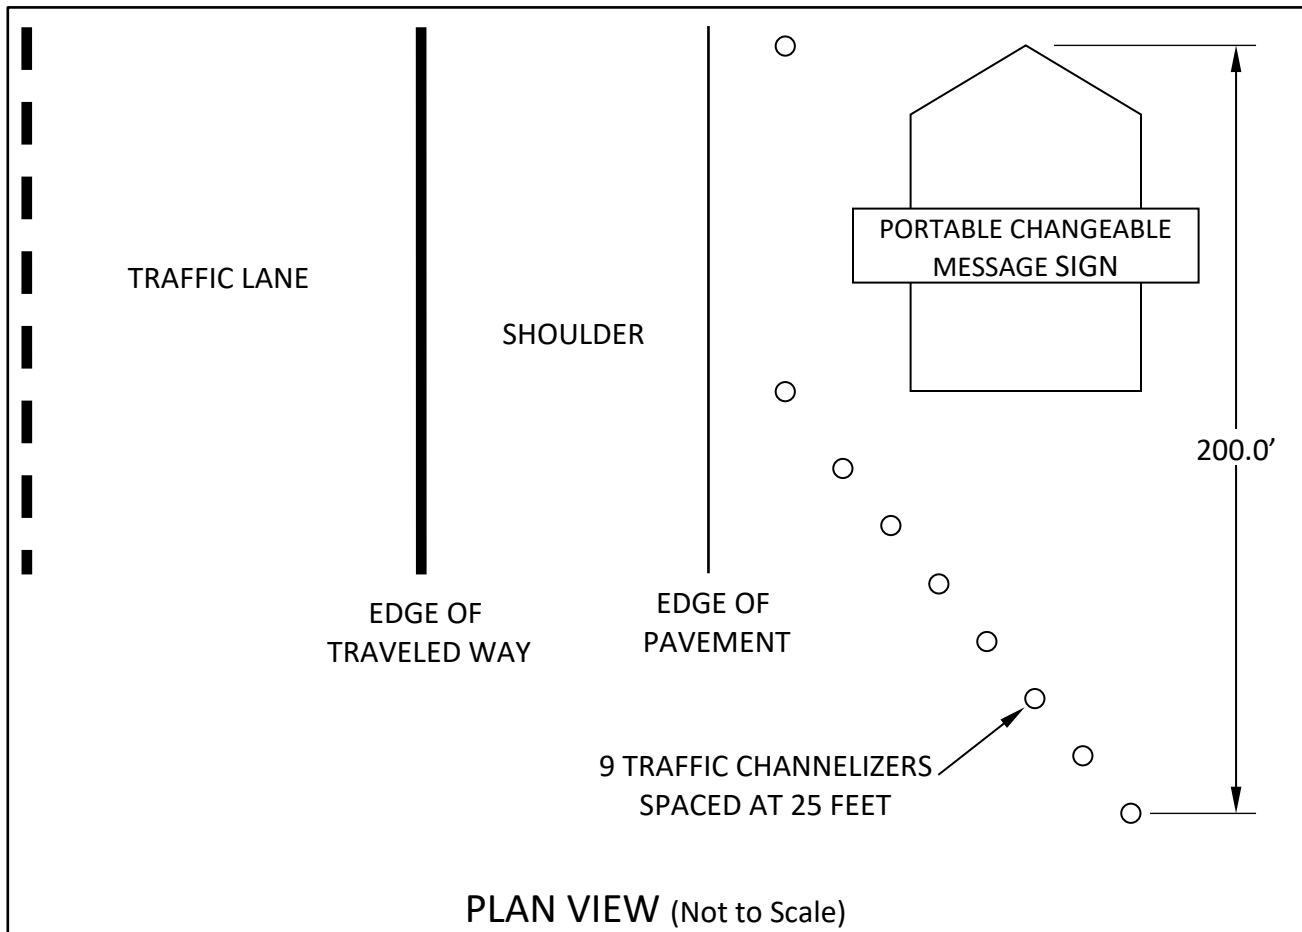 PORTABLE CHANGEABLE
MESSAGE SIGN
TRAFFIC LANE
SHOULDER
200.0’
EDGE OF
TRAVELED WAY
EDGE OF
PAVEMENT
9 TRAFFIC CHANNELIZERS
SPACED AT 25 FEET
PLAN VIEW (Not to Scale)